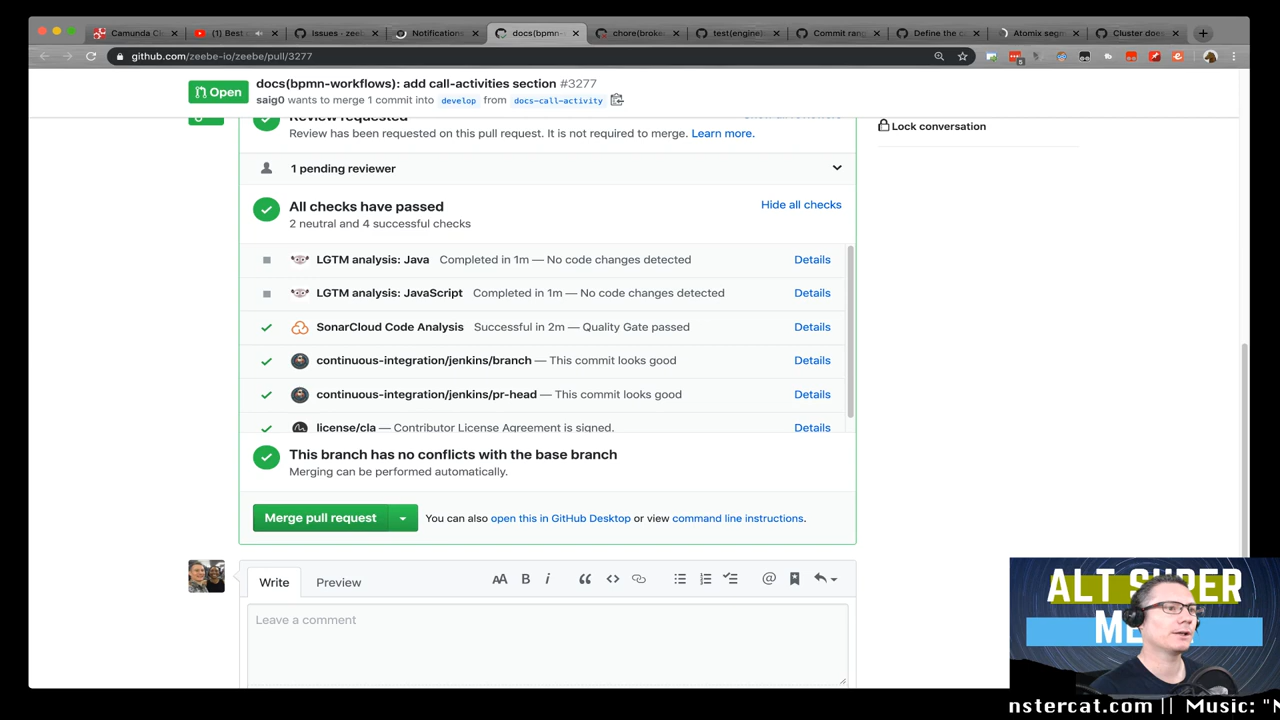 Camunda Cl
(1) Best o
Issues - zeeb
Notifications
docs(bpmn-
chore(broke
test(engine)
Commit rang
Define the c
Atomix segm
Cluster does
github.com/zeebe-io/zeebe/pull/3277
Open
docs(bpmn-workflows): add call-activities section #3277
saig0 wants to merge 1 commit into develop from docs-call-activity
Review requested
Review has been requested on this pull request. It is not required to merge. Learn more.
Lock conversation
1 pending reviewer
All checks have passed
Hide all checks
2 neutral and 4 successful checks
LGTM analysis: Java Completed in 1m — No code changes detected Details
LGTM analysis: JavaScript Completed in 1m — No code changes detected Details
SonarCloud Code Analysis Successful in 2m — Quality Gate passed Details
continuous-integration/jenkins/branch — This commit looks good Details
continuous-integration/jenkins/pr-head — This commit looks good Details
license/cla — Contributor License Agreement is signed. Details
This branch has no conflicts with the base branch
Merging can be performed automatically.
Merge pull request
You can also open this in GitHub Desktop or view command line instructions.
Write
Preview
Leave a comment
ALT SUPER
nstercat.com || Music: "N